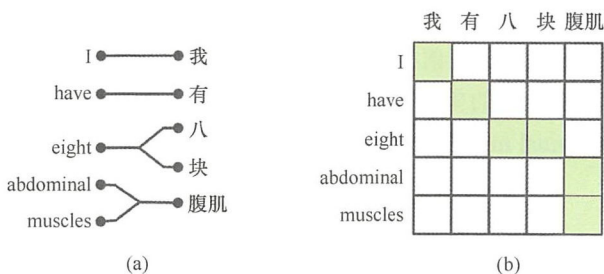 I 我
have 有
eight 八
块
abdominal 腹肌
muscles
(a)
我 有 八 块 腹肌
I
have
eight
abdominal
muscles
(b)